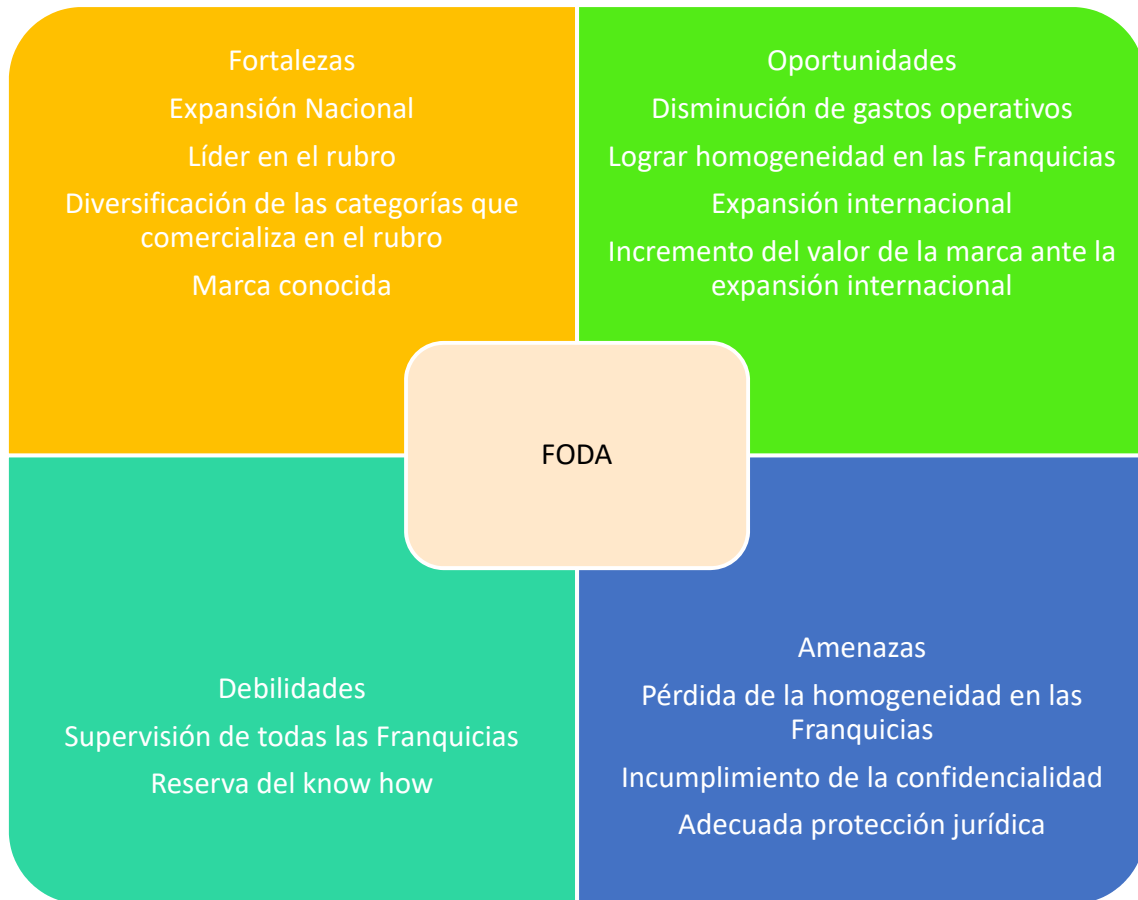 Fortalezas
Expansión Nacional
Líder en el rubro
Diversificación de las categorías que
comercializa en el rubro
Marca conocida
Oportunidades
Disminución de gastos operativos
Lograr homogeneidad en las Franquicias
Expansión internacional
Incremento del valor de la marca ante la
expansión internacional
FODA
Debilidades
Supervisión de todas las Franquicias
Reserva del know how
Amenazas
Pérdida de la homogeneidad en las
Franquicias
Incumplimiento de la confidencialidad
Adecuada protección jurídica